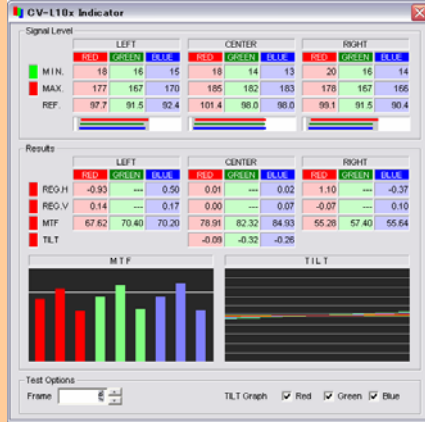 CV-L10x Indicator
Signal Level
LEFT CENTER RIGHT
RED GREEN BLUE RED GREEN BLUE RED GREEN BLUE
MIN. 18 16 15 18 14 13 20 16 14
MAX. 177 167 170 185 182 183 178 167 166
REF. 97.7 91.5 92.4 101.4 98.0 98.0 99.1 91.5 90.4
Results
LEFT CENTER RIGHT
RED GREEN BLUE RED GREEN BLUE RED GREEN BLUE
REG.H -0.93 --- 0.50 0.01 --- 0.02 1.10 --- -0.37
REG.V 0.14 --- 0.17 0.00 --- 0.07 -0.07 --- 0.10
MTF 67.62 70.40 70.20 78.91 82.32 84.93 55.28 57.40 55.64
TILT -0.09 -0.32 -0.26
MTF TILT
Test Options
Frame TILT Graph Red Green Blue